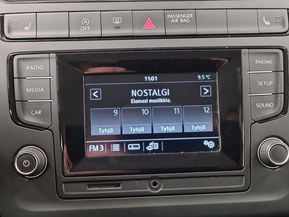 PASSENGER
AIR BAG
RADIO
MEDIA
CAR
PHONE
SETUP
SOUND
11:01
9.5°C
NOSTALGI
Elämäsi musiikkia.
9 10 11 12
Tyhjä Tyhjä Tyhjä Tyhjä
FM 3